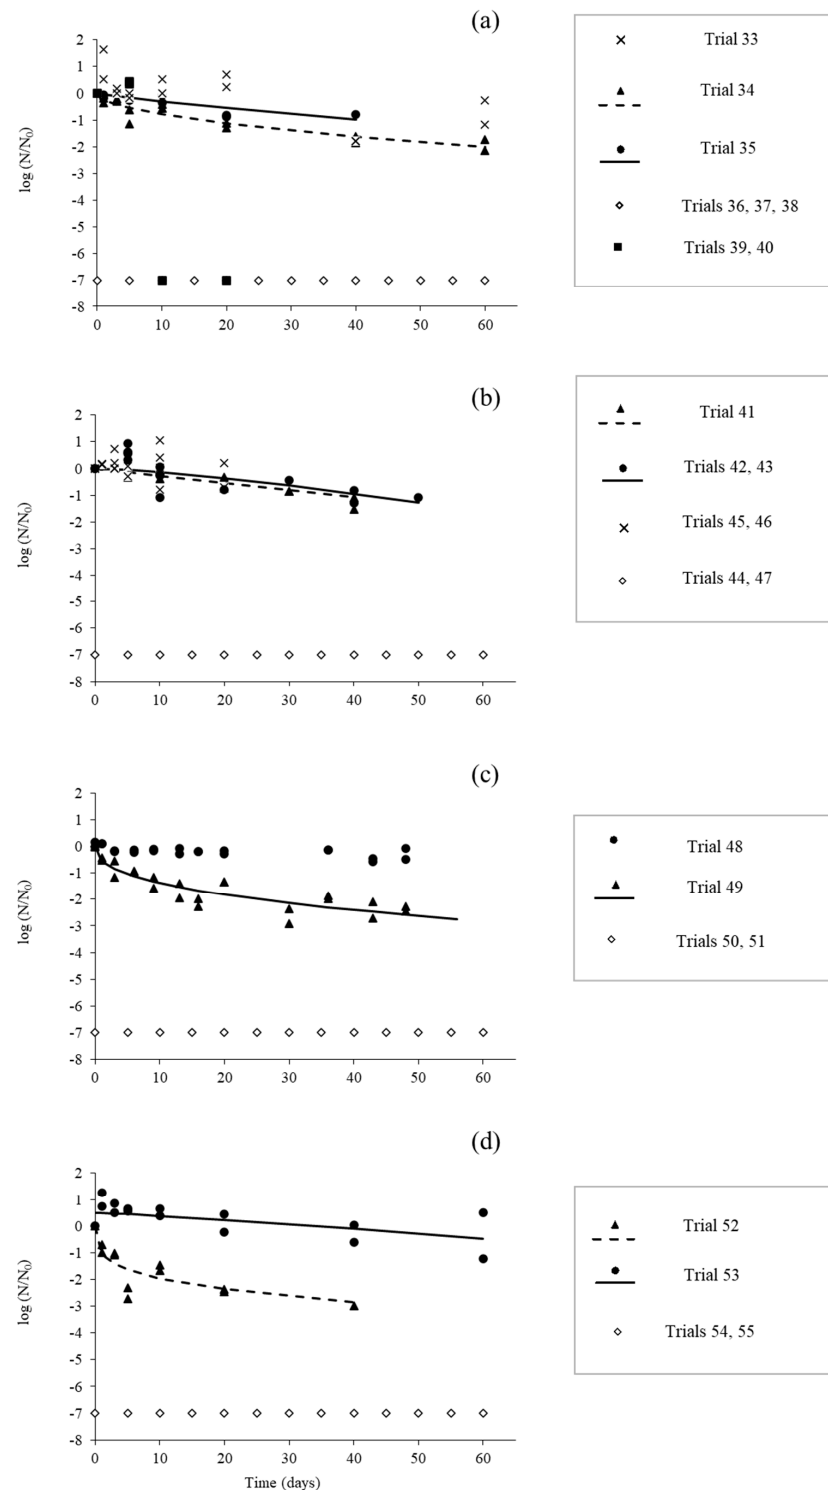 (a)
2
1
0
-1
-2
-3
-4
-5
-6
-7
-8
log (N/N₀)
0 10 20 30 40 50 60
Trial 33
Trial 34
Trial 35
Trials 36, 37, 38
Trials 39, 40
(b)
2
1
0
-1
-2
-3
-4
-5
-6
-7
-8
log (N/N₀)
0 10 20 30 40 50 60
Trial 41
Trials 42, 43
Trials 45, 46
Trials 44, 47
(c)
2
1
0
-1
-2
-3
-4
-5
-6
-7
-8
log (N/N₀)
0 10 20 30 40 50 60
Trial 48
Trial 49
Trials 50, 51
(d)
2
1
0
-1
-2
-3
-4
-5
-6
-7
-8
log (N/N₀)
0 10 20 30 40 50 60
Time (days)
Trial 52
Trial 53
Trials 54, 55